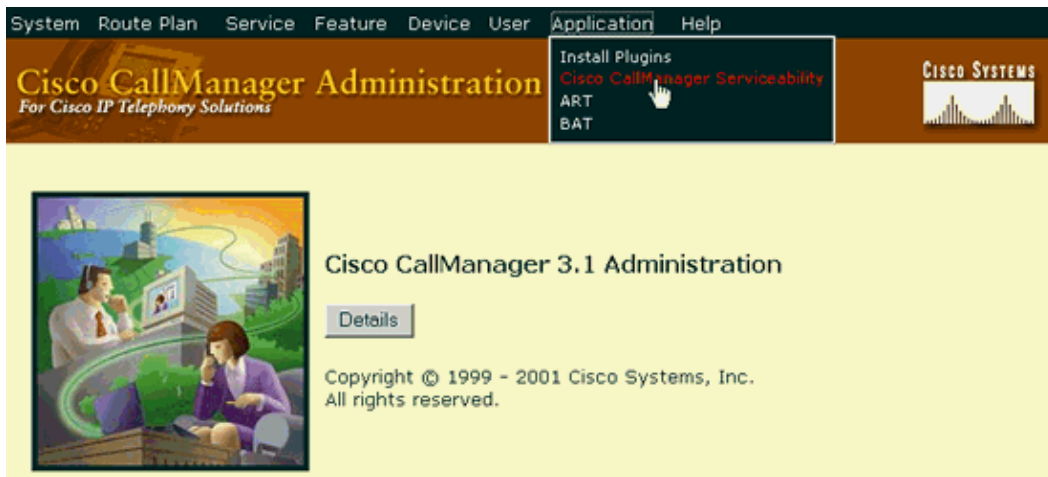 System Route Plan Service Feature Device User Application Help
Cisco CallManager Administration
For Cisco IP Telephony Solutions
Install Plugins
Cisco CallManager Serviceability
ART
BAT
CISCO SYSTEMS
Cisco CallManager 3.1 Administration
Details
Copyright © 1999 - 2001 Cisco Systems, Inc.
All rights reserved.